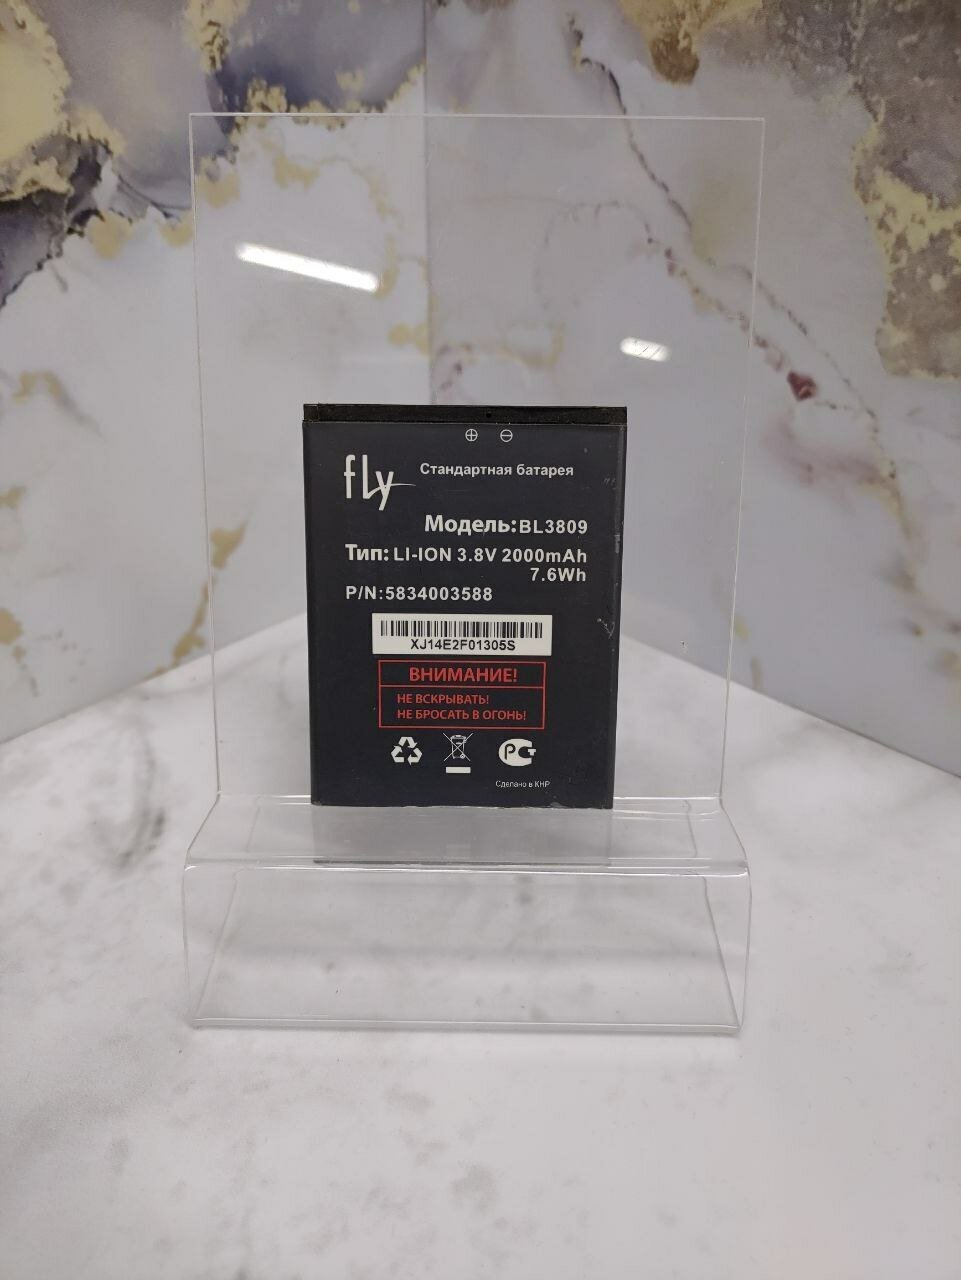 fly
Стандартная батарея
Модель:BL3809
Тип: LI-ION 3.8V 2000mAh
7.6Wh
P/N:5834003588
XJ14E2F01305S
ВНИМАНИЕ!
НЕ ВСКРЫВАТЬ!
НЕ БРОСАТЬ В ОГОНЬ!
Сделано в КНР